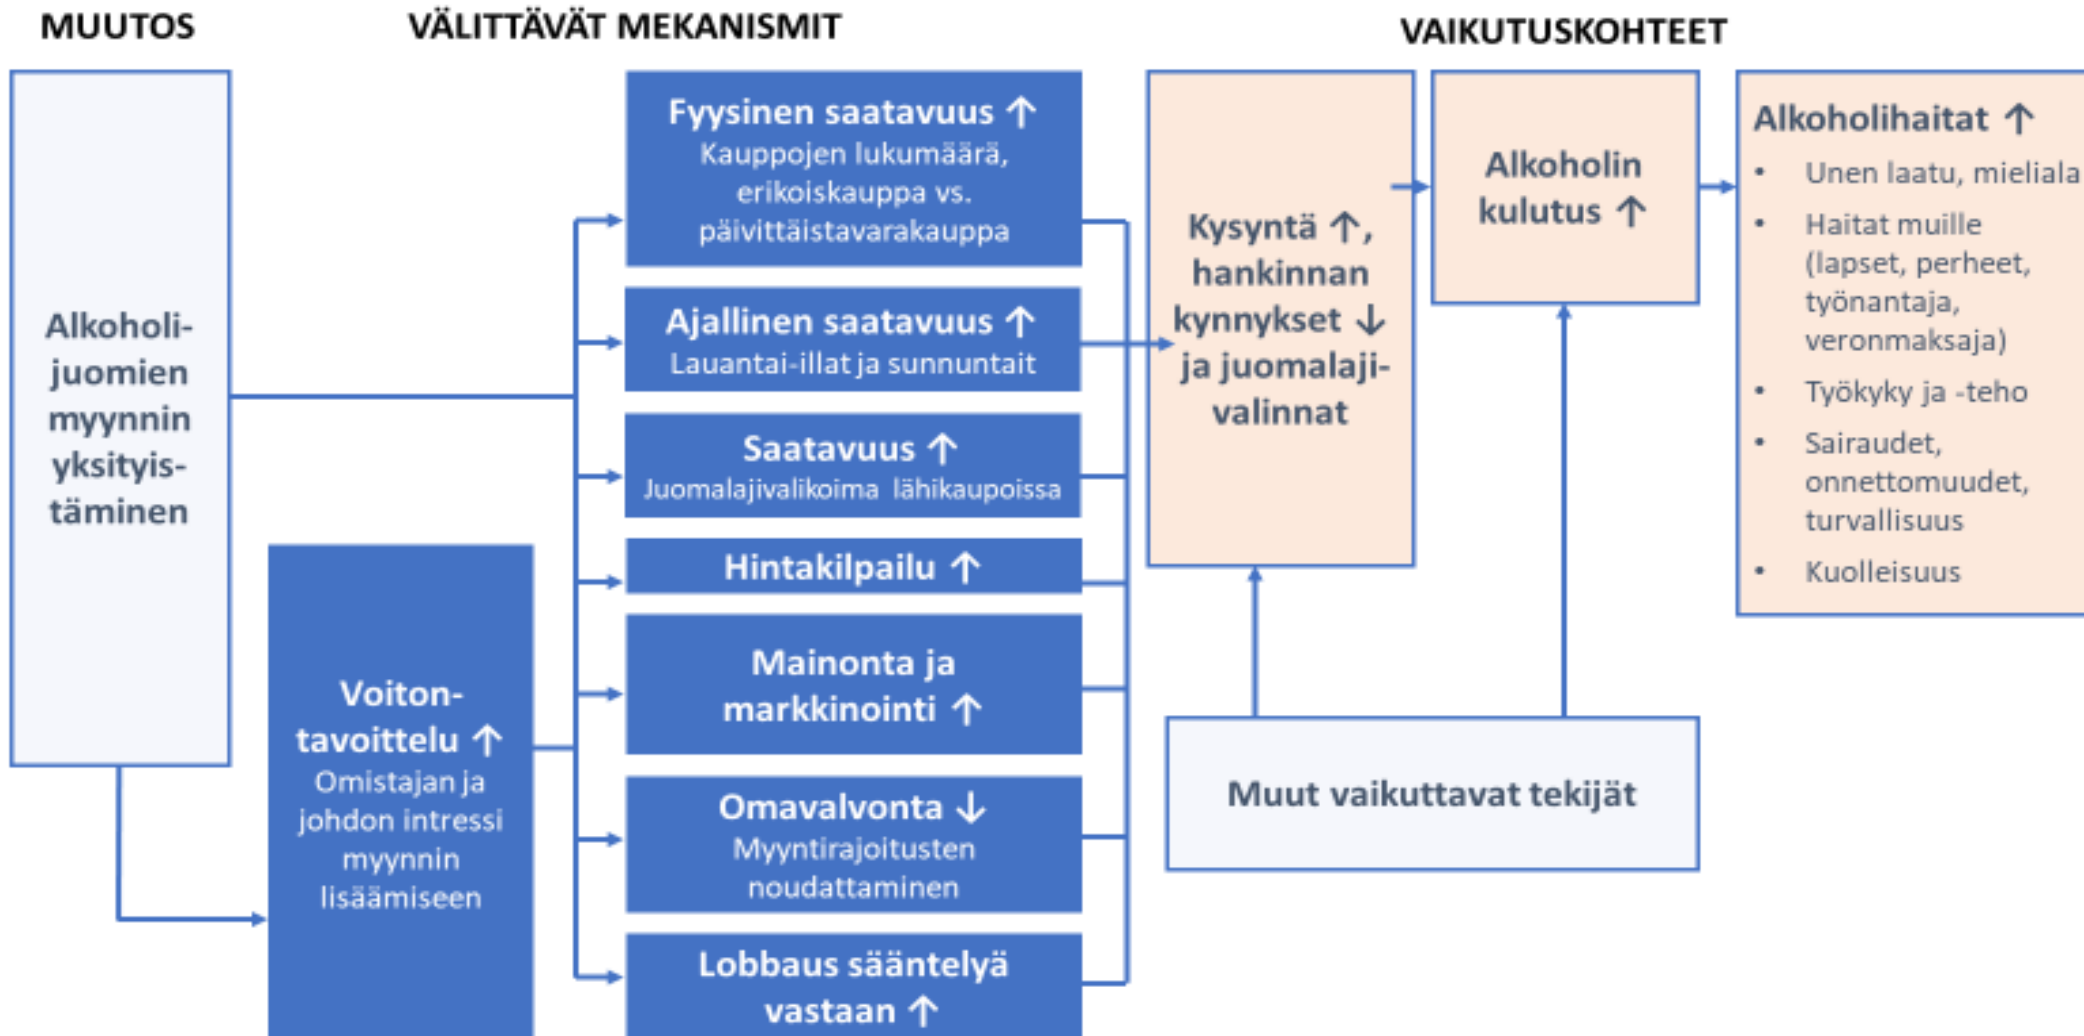 MUUTOS
VÄLITTÄVÄT MEKANISMIT
VAIKUTUSKOHTEET
Alkoholi-
juomien
myynnin
yksityis-
täminen
Voiton-
tavoittelu ↑
Omistajan ja
johdon intressi
myynnin
lisäämiseen
Fyysinen saatavuus ↑
Kauppojen lukumäärä,
erikoiskauppa vs.
päivittäistavarakauppa
Ajallinen saatavuus ↑
Lauantai-illat ja sunnuntait
Saatavuus ↑
Juomalajivalikoima lähikaupoissa
Hintakilpailu ↑
Mainonta ja
markkinointi ↑
Omavalvonta ↓
Myyntirajoitusten
noudattaminen
Lobbaus sääntelyä
vastaan ↑
Kysyntä ↑,
hankinnan
kynnykset ↓
ja juomalaji-
valinnat
Alkoholin
kulutus ↑
Muut vaikuttavat tekijät
Alkoholihaitat ↑
• Unen laatu, mieliala
• Haitat muille
(lapset, perheet,
työnantaja,
veronmaksaja)
• Työkyky ja -teho
• Sairaudet,
onnettomuudet,
turvallisuus
• Kuolleisuus